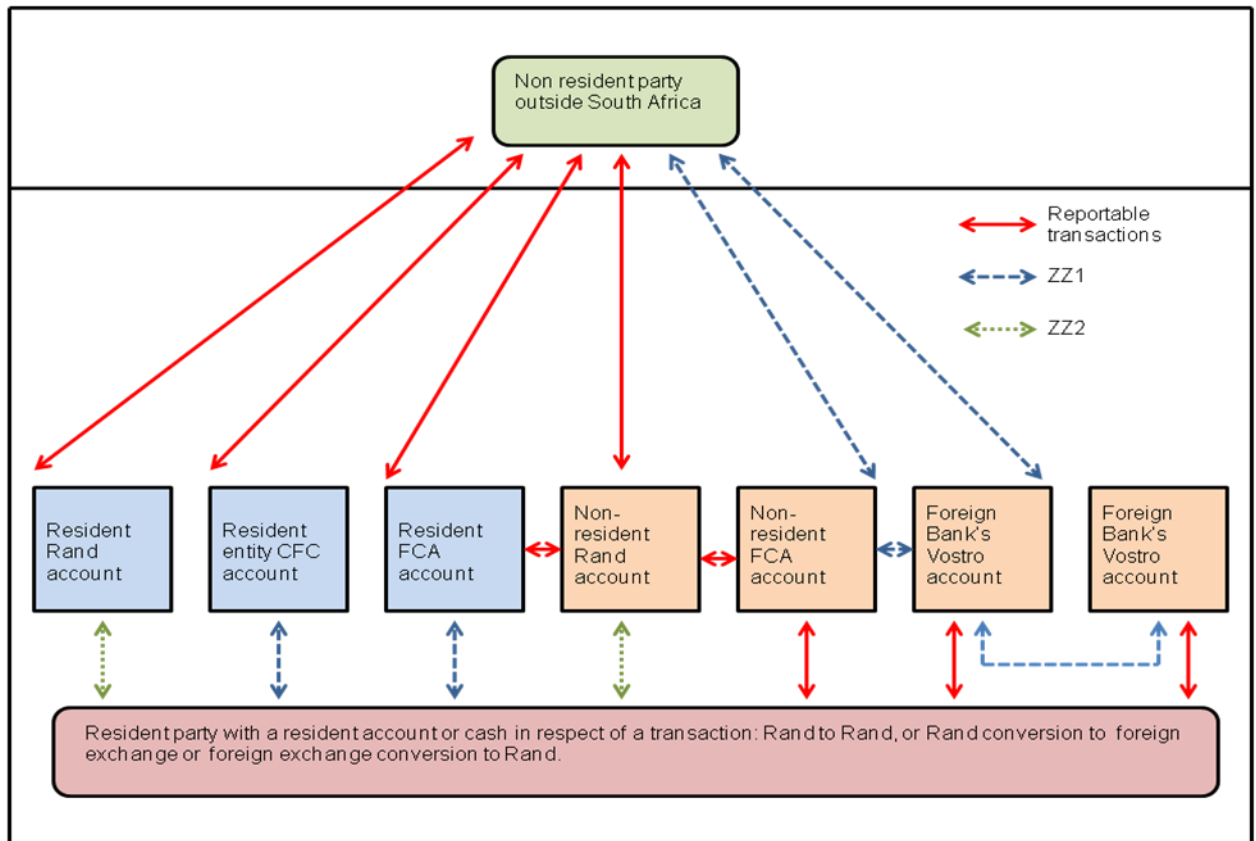 Non resident party
outside South Africa
Reportable
transactions
ZZ1
ZZ2
Resident
Rand
account
Resident
entity CFC
account
Resident
FCA
account
Non-
resident
Rand
account
Non-
resident
FCA
account
Foreign
Bank's
Vostro
account
Foreign
Bank's
Vostro
account
Resident party with a resident account or cash in respect of a transaction: Rand to Rand, or Rand conversion to foreign
exchange or foreign exchange conversion to Rand.